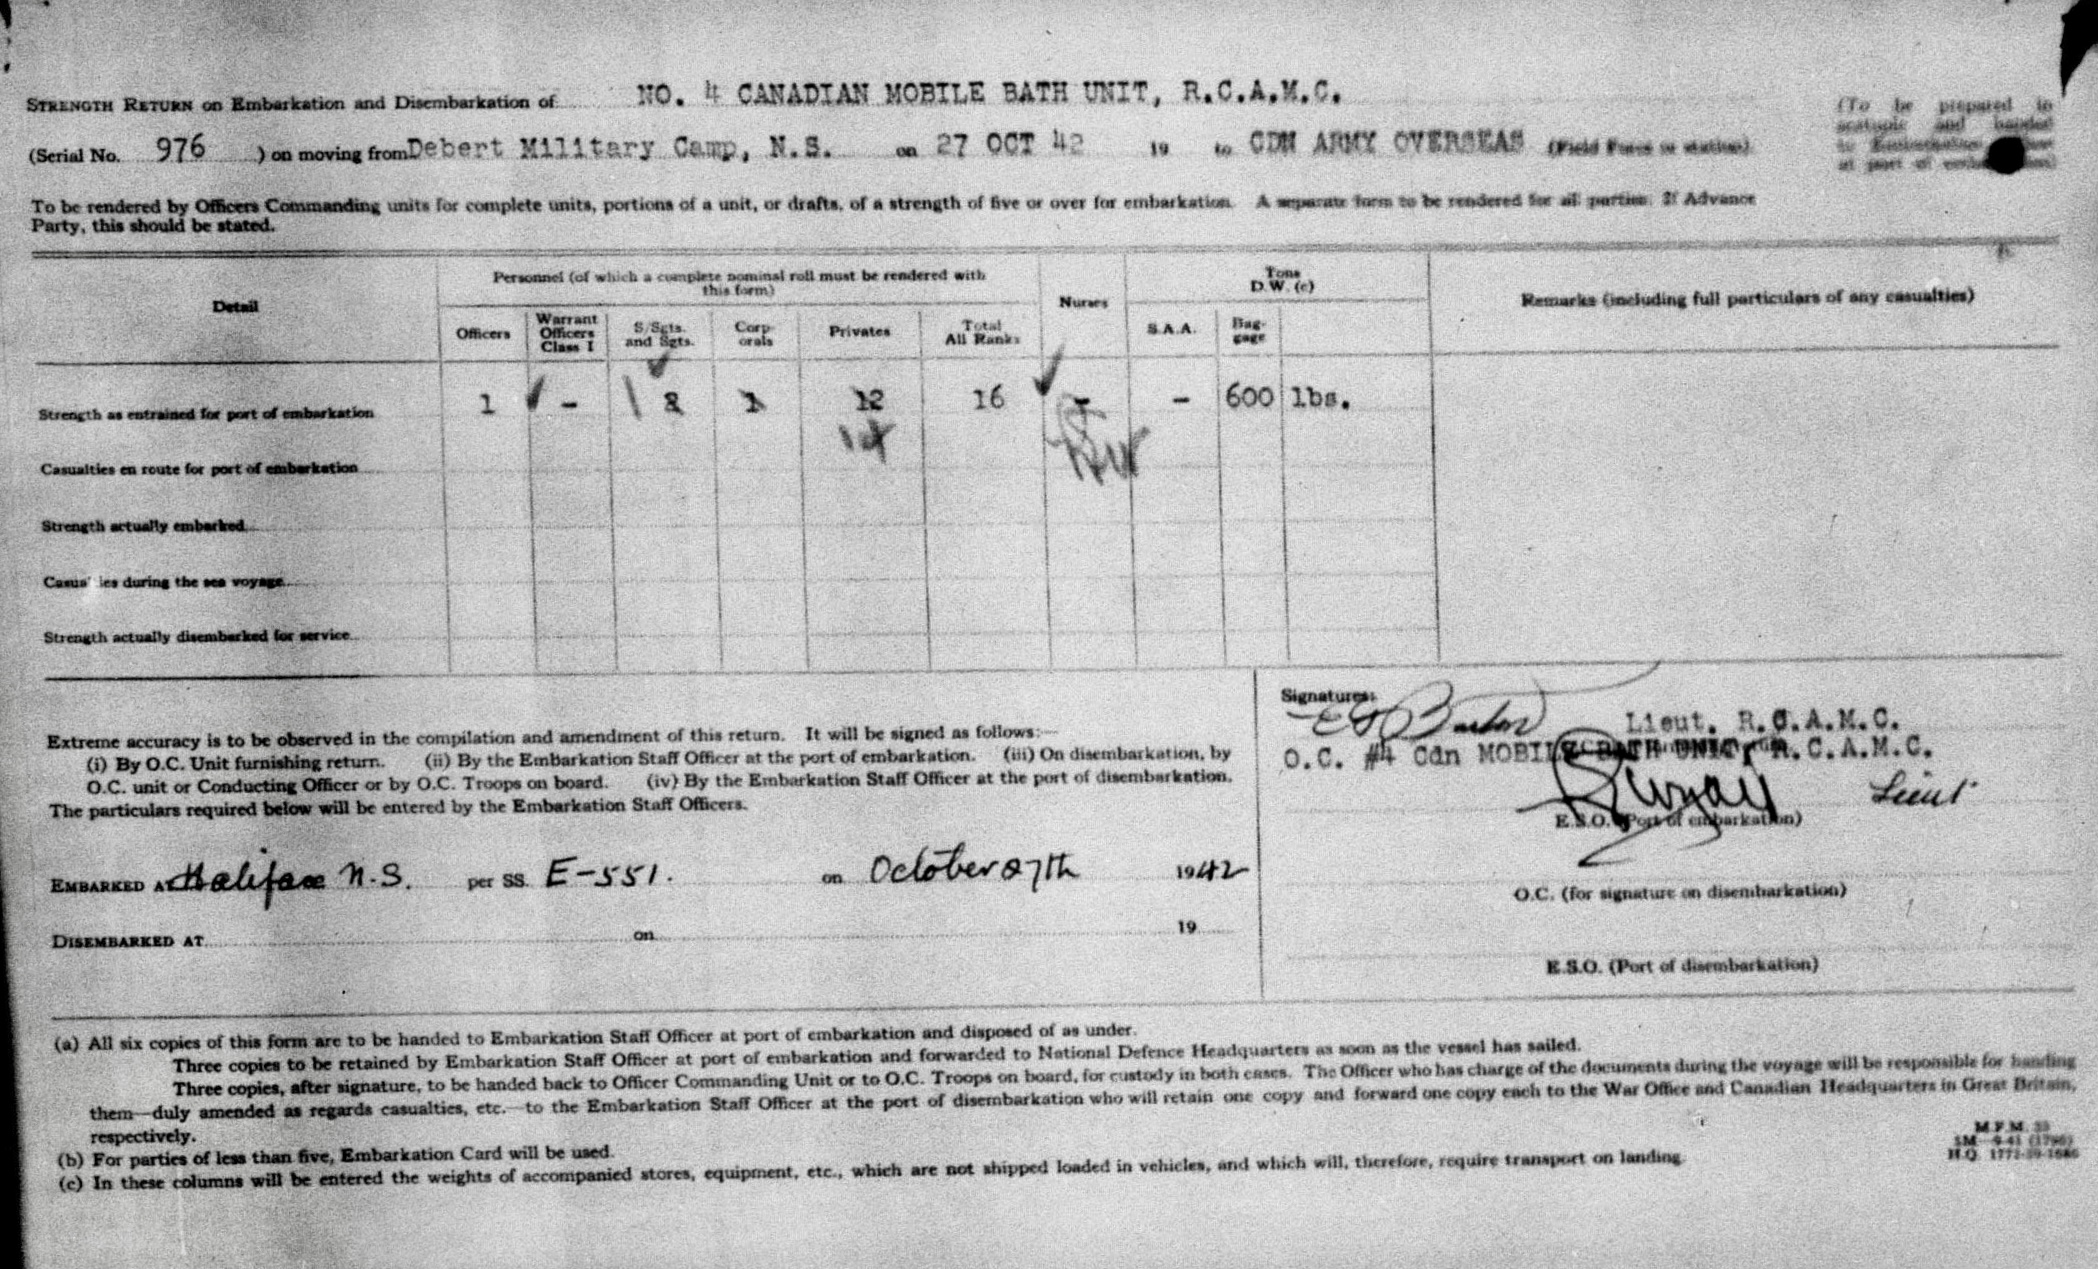 STRENGTH RETURN on Embarkation and Disembarkation of NO. 4 CANADIAN MOBILE BATH UNIT, R.C.A.M.C.
(To be prepared in
and handed
to Embarkation
at port of
(Serial No. 976 ) on moving from Debert Military Camp, N.S. on 27 OCT 42 19 to CDN ARMY OVERSEAS (Field Force or station)
To be rendered by Officers Commanding units for complete units, portions of a unit, or drafts, of a strength of five or over for embarkation. A separate form to be rendered for all parties. If Advance
Party, this should be stated.
Detail
Personnel (of which a complete nominal roll must be rendered with
this form)
Officers
Warrant
Officers
Class I
S/Sgts.
and Sgts.
Corp-
orals
Privates
Total
All Ranks
Nurses
Tons
D.W. (c)
S.A.A.
Bag-
gage
Remarks (including full particulars of any casualties)
Strength as entrained for port of embarkation 1 - 1 2 1 12 16 - - 600 lbs.
14
Casualties en route for port of embarkation
Strength actually embarked
Casua' ies during the sea voyage
Strength actually disembarked for service
Extreme accuracy is to be observed in the compilation and amendment of this return. It will be signed as follows:—
(i) By O.C. Unit furnishing return. (ii) By the Embarkation Staff Officer at the port of embarkation. (iii) On disembarkation, by
O.C. unit or Conducting Officer or by O.C. Troops on board. (iv) By the Embarkation Staff Officer at the port of disembarkation.
The particulars required below will be entered by the Embarkation Staff Officers.
EMBARKED AT Halifax N.S. per SS. E-551. on October 27th 1942
DISEMBARKED AT on 19
Signatures:
Lieut. R.C.A.M.C.
O.C. #4 Cdn MOBILE BATH UNIT, R.C.A.M.C.
Lieut
E.S.O. (Port of embarkation)
O.C. (for signature on disembarkation)
E.S.O. (Port of disembarkation)
(a) All six copies of this form are to be handed to Embarkation Staff Officer at port of embarkation and disposed of as under.
Three copies to be retained by Embarkation Staff Officer at port of embarkation and forwarded to National Defence Headquarters as soon as the vessel has sailed.
Three copies, after signature, to be handed back to Officer Commanding Unit or to O.C. Troops on board, for custody in both cases. The Officer who has charge of the documents during the voyage will be responsible for handing
them—duly amended as regards casualties, etc.—to the Embarkation Staff Officer at the port of disembarkation who will retain one copy and forward one copy each to the War Office and Canadian Headquarters in Great Britain,
respectively.
(b) For parties of less than five, Embarkation Card will be used.
(c) In these columns will be entered the weights of accompanied stores, equipment, etc., which are not shipped loaded in vehicles, and which will, therefore, require transport on landing
M.F.M.
H.Q.